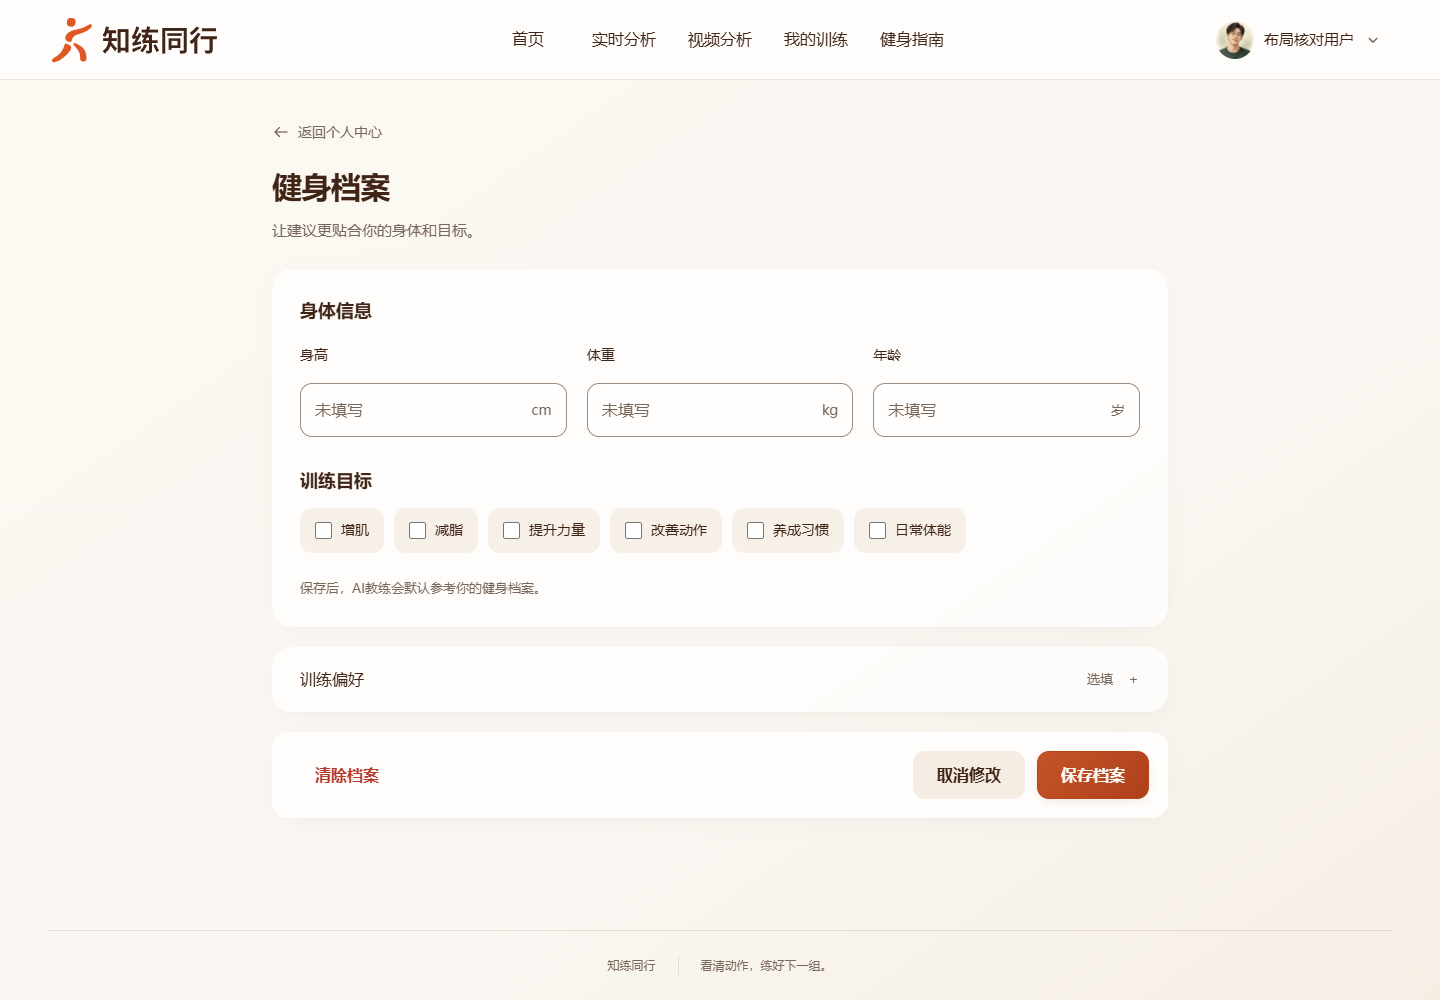 知练同行
首页 实时分析 视频分析 我的训练 健身指南
布局核对用户
返回个人中心
健身档案
让建议更贴合你的身体和目标。
身体信息
身高 体重 年龄
未填写 cm 未填写 kg 未填写 岁
训练目标
增肌 减脂 提升力量 改善动作 养成习惯 日常体能
保存后，AI教练会默认参考你的健身档案。
训练偏好 选填 +
清除档案 取消修改 保存档案
知练同行 看清动作，练好下一组。